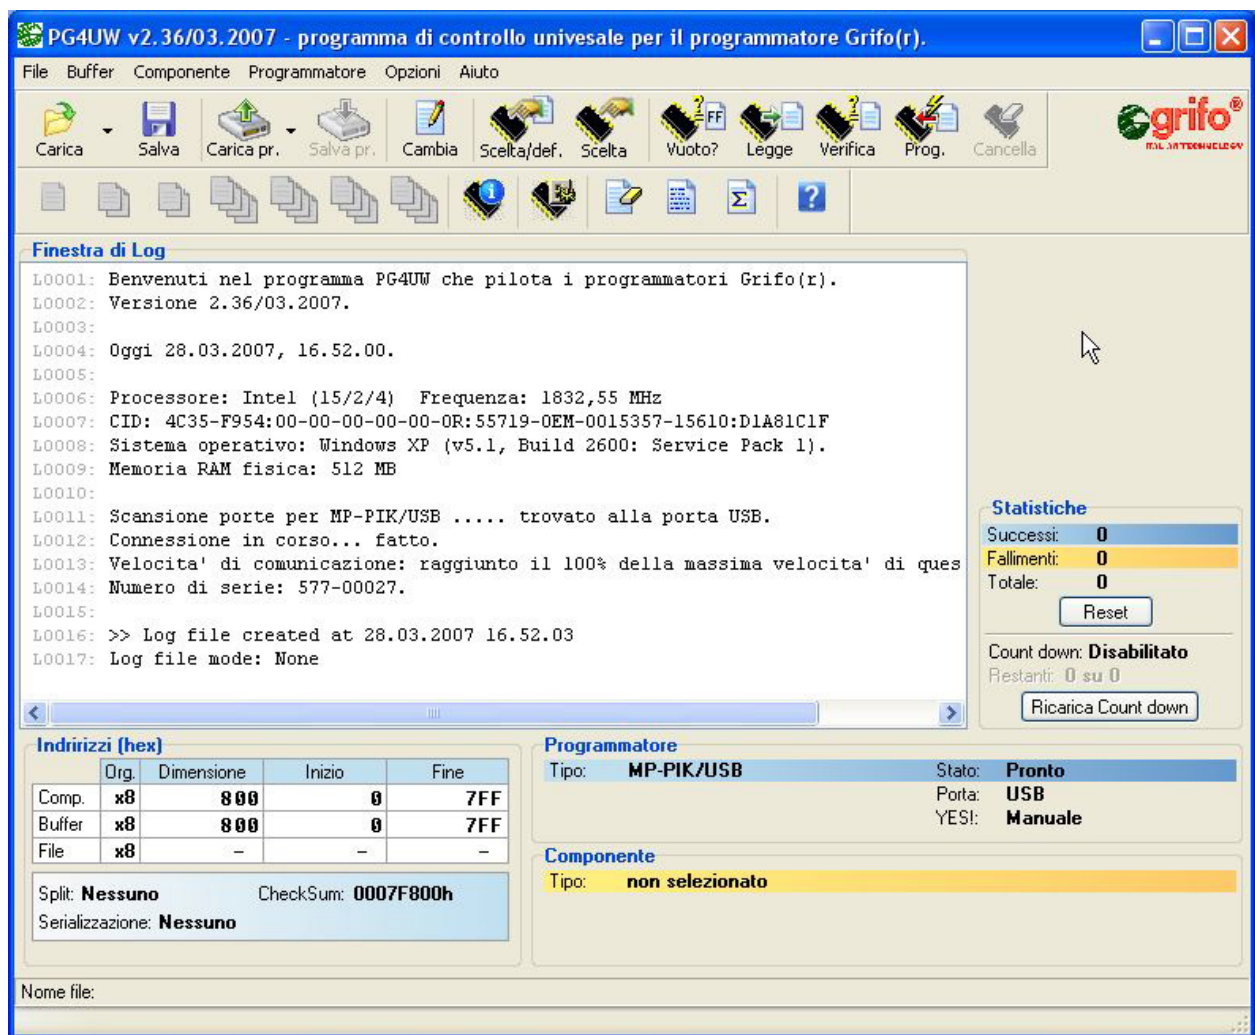 PG4UW v2.36/03.2007 - programma di controllo univesale per il programmatore Grifo(r).
File Buffer Componente Programmatore Opzioni Aiuto
Carica Salva Carica pr. Salva pr. Cambia Scelta/def. Scelta Vuoto? Legge Verifica Prog. Cancella
grifo®
ITALIAN TECHNOLOGY
Finestra di Log
L0001: Benvenuti nel programma PG4UW che pilota i programmatori Grifo(r).
L0002: Versione 2.36/03.2007.
L0003:
L0004: Oggi 28.03.2007, 16.52.00.
L0005:
L0006: Processore: Intel (15/2/4) Frequenza: 1832,55 MHz
L0007: CID: 4C35-F954:00-00-00-00-00-0R:55719-OEM-0015357-15610:D1A81C1F
L0008: Sistema operativo: Windows XP (v5.1, Build 2600: Service Pack 1).
L0009: Memoria RAM fisica: 512 MB
L0010:
L0011: Scansione porte per MP-PIK/USB ..... trovato alla porta USB.
L0012: Connessione in corso... fatto.
L0013: Velocita' di comunicazione: raggiunto il 100% della massima velocita' di ques
L0014: Numero di serie: 577-00027.
L0015:
L0016: >> Log file created at 28.03.2007 16.52.03
L0017: Log file mode: None
Statistiche
Successi: 0
Fallimenti: 0
Totale: 0
Reset
Count down: Disabilitato
Restanti: 0 su 0
Ricarica Count down
Indririzzi (hex)
Org. Dimensione Inizio Fine
Comp. x8 800 0 7FF
Buffer x8 800 0 7FF
File x8 – – –
Split: Nessuno CheckSum: 0007F800h
Serializzazione: Nessuno
Programmatore
Tipo: MP-PIK/USB Stato: Pronto
Porta: USB
YES!: Manuale
Componente
Tipo: non selezionato
Nome file: